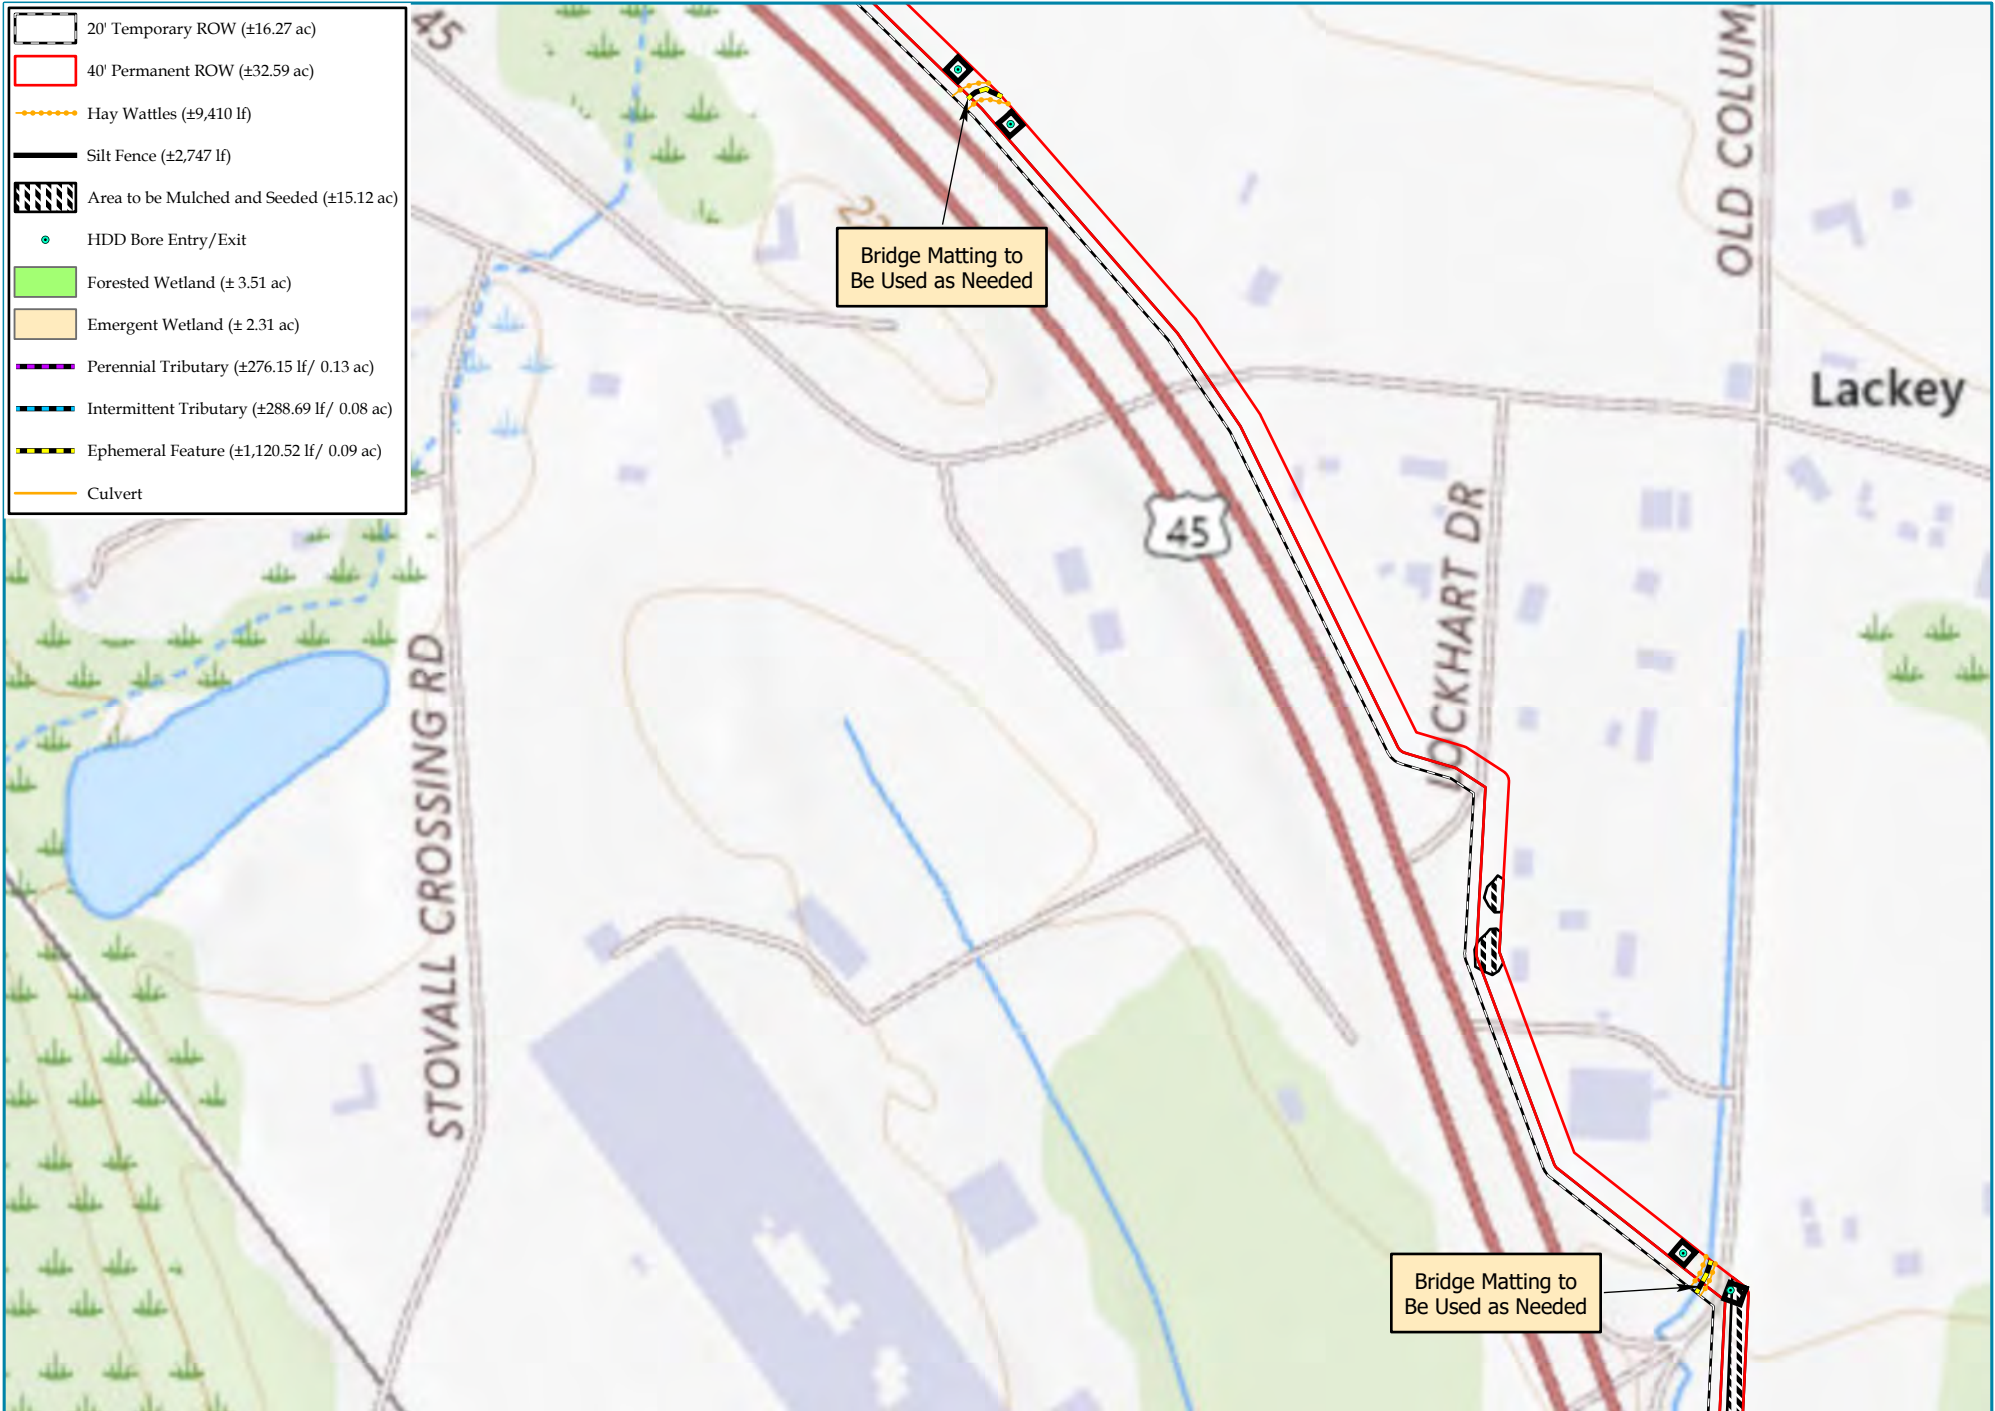 20' Temporary ROW (±16.27 ac)
40' Permanent ROW (±32.59 ac)
Hay Wattles (±9,410 lf)
Silt Fence (±2,747 lf)
Area to be Mulched and Seeded (±15.12 ac)
HDD Bore Entry/Exit
Forested Wetland (± 3.51 ac)
Emergent Wetland (± 2.31 ac)
Perennial Tributary (±276.15 lf/ 0.13 ac)
Intermittent Tributary (±288.69 lf/ 0.08 ac)
Ephemeral Feature (±1,120.52 lf/ 0.09 ac)
Culvert
45
Bridge Matting to
Be Used as Needed
OLD COLUM
Lackey
45
LOCKHART DR
STOVALL CROSSING RD
Bridge Matting to
Be Used as Needed